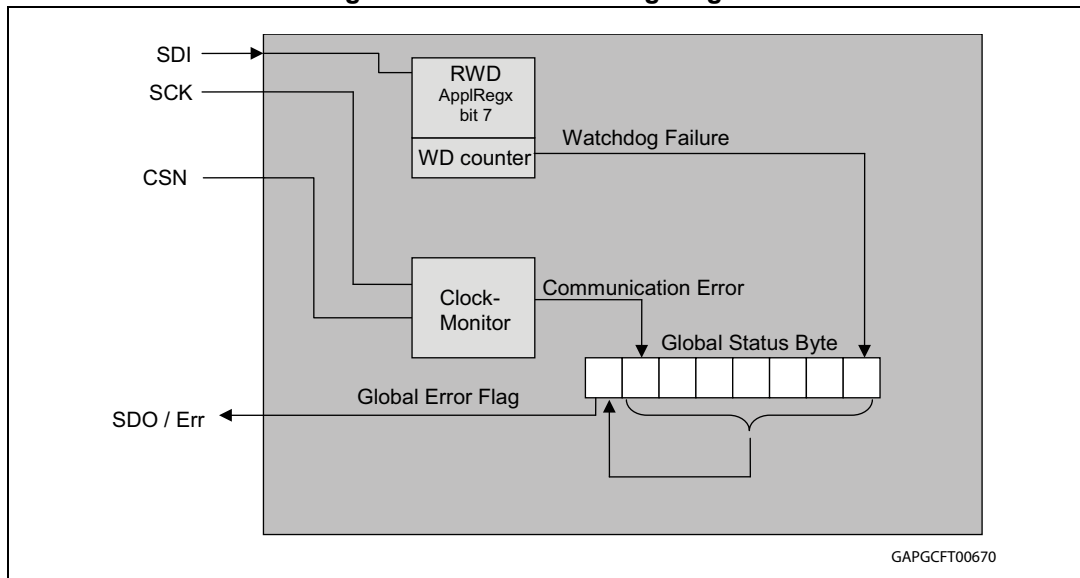 SDI
SCK
CSN
RWD
ApplRegx
bit 7
WD counter
Watchdog Failure
Clock-
Monitor
Communication Error
Global Status Byte
Global Error Flag
SDO / Err
GAPGCFT00670